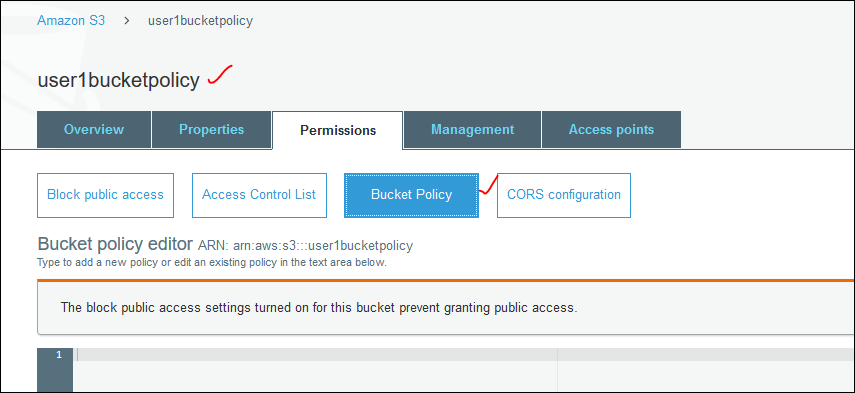 Amazon S3 > user1bucketpolicy
user1bucketpolicy
Overview Properties Permissions Management Access points
Block public access Access Control List Bucket Policy CORS configuration
Bucket policy editor ARN: arn:aws:s3:::user1bucketpolicy
Type to add a new policy or edit an existing policy in the text area below.
The block public access settings turned on for this bucket prevent granting public access.
1